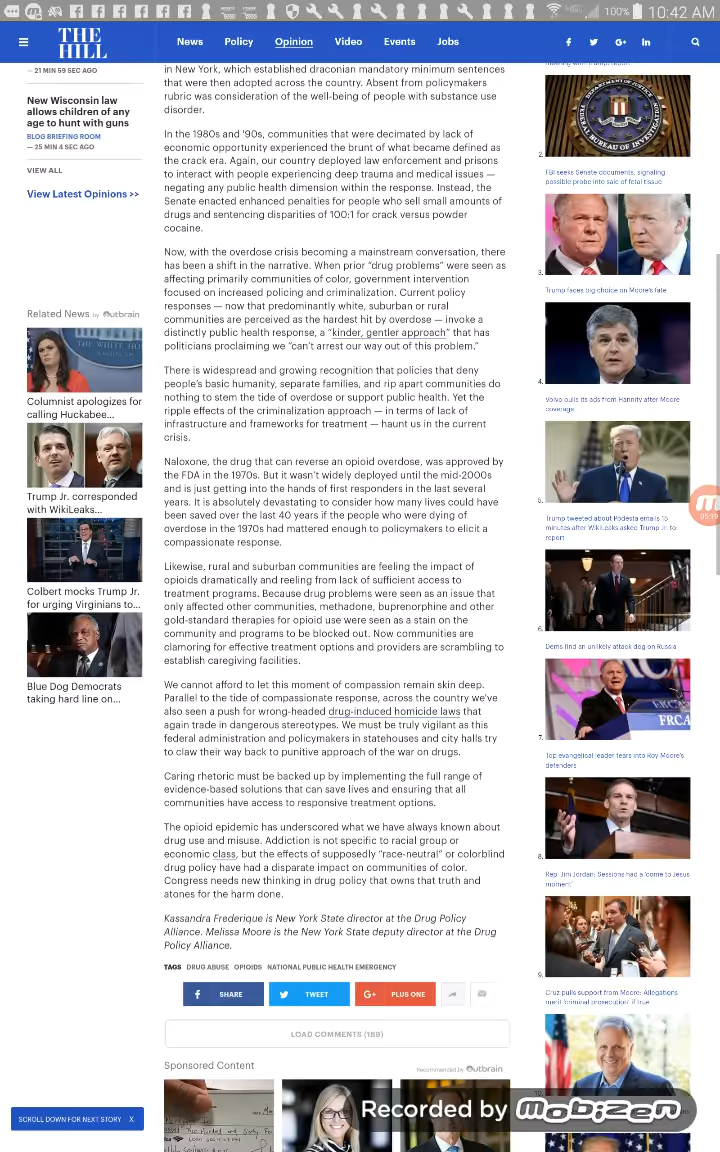 100% 10:42 AM
THE HILL
News Policy Opinion Video Events Jobs
— 21 MIN 59 SEC AGO
New Wisconsin law
allows children of any
age to hunt with guns
BLOG BRIEFING ROOM
— 25 MIN 4 SEC AGO
VIEW ALL
View Latest Opinions >>
Related News by Outbrain
Columnist apologizes for
calling Huckabee...
Trump Jr. corresponded
with WikiLeaks...
Colbert mocks Trump Jr.
for urging Virginians to...
Blue Dog Democrats
taking hard line on...
in New York, which established draconian mandatory minimum sentences
that were then adopted across the country. Absent from policymakers
rubric was consideration of the well-being of people with substance use
disorder.
In the 1980s and '90s, communities that were decimated by lack of
economic opportunity experienced the brunt of what became defined as
the crack era. Again, our country deployed law enforcement and prisons
to interact with people experiencing deep trauma and medical issues —
negating any public health dimension within the response. Instead, the
Senate enacted enhanced penalties for people who sell small amounts of
drugs and sentencing disparities of 100:1 for crack versus powder
cocaine.
Now, with the overdose crisis becoming a mainstream conversation, there
has been a shift in the narrative. When prior "drug problems" were seen as
affecting primarily communities of color, government intervention
focused on increased policing and criminalization. Current policy
responses — now that predominantly white, suburban or rural
communities are perceived as the hardest hit by overdose — invoke a
distinctly public health response, a "kinder, gentler approach" that has
politicians proclaiming we "can't arrest our way out of this problem."
There is widespread and growing recognition that policies that deny
people's basic humanity, separate families, and rip apart communities do
nothing to stem the tide of overdose or support public health. Yet the
ripple effects of the criminalization approach — in terms of lack of
infrastructure and frameworks for treatment — haunt us in the current
crisis.
Naloxone, the drug that can reverse an opioid overdose, was approved by
the FDA in the 1970s. But it wasn't widely deployed until the mid-2000s
and is just getting into the hands of first responders in the last several
years. It is absolutely devastating to consider how many lives could have
been saved over the last 40 years if the people who were dying of
overdose in the 1970s had mattered enough to policymakers to elicit a
compassionate response.
Likewise, rural and suburban communities are feeling the impact of
opioids dramatically and reeling from lack of sufficient access to
treatment programs. Because drug problems were seen as an issue that
only affected other communities, methadone, buprenorphine and other
gold-standard therapies for opioid use were seen as a stain on the
community and programs to be blocked out. Now communities are
clamoring for effective treatment options and providers are scrambling to
establish caregiving facilities.
We cannot afford to let this moment of compassion remain skin deep.
Parallel to the tide of compassionate response, across the country we've
also seen a push for wrong-headed drug-induced homicide laws that
again trade in dangerous stereotypes. We must be truly vigilant as this
federal administration and policymakers in statehouses and city halls try
to claw their way back to punitive approach of the war on drugs.
Caring rhetoric must be backed up by implementing the full range of
evidence-based solutions that can save lives and ensuring that all
communities have access to responsive treatment options.
The opioid epidemic has underscored what we have always known about
drug use and misuse. Addiction is not specific to racial group or
economic class, but the effects of supposedly "race-neutral" or colorblind
drug policy have had a disparate impact on communities of color.
Congress needs new thinking in drug policy that owns that truth and
atones for the harm done.
Kassandra Frederique is New York State director at the Drug Policy
Alliance. Melissa Moore is the New York State deputy director at the Drug
Policy Alliance.
TAGS DRUG ABUSE OPIOIDS NATIONAL PUBLIC HEALTH EMERGENCY
SHARE TWEET PLUS ONE
LOAD COMMENTS (189)
Sponsored Content
Recommended by Outbrain
2.
FBI seeks Senate documents, signaling
possible probe into sale of fetal tissue
3.
Trump faces big choice on Moore's fate
4.
Volvo pulls its ads from Hannity after Moore
coverage
5.
Trump tweeted about Podesta emails 15
minutes after WikiLeaks asked Trump Jr. to:
report
6.
Dems find an unlikely attack dog on Russia
7.
FRCA
Top evangelical leader tears into Roy Moore's
defenders
8.
Rep. Jim Jordan: Sessions had a 'come to Jesus
moment'
9.
Cruz pulls support from Moore: Allegations
merit 'criminal prosecution' if true
10.
05:19
SCROLL DOWN FOR NEXT STORY X
Recorded by mobizen